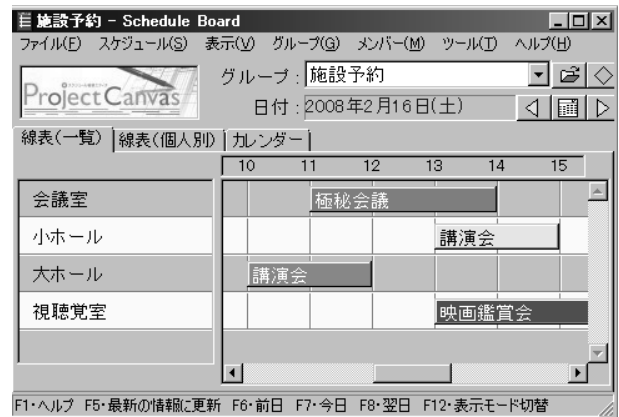 施設予約 - Schedule Board
ファイル(F) スケジュール(S) 表示(V) グループ(G) メンバー(M) ツール(T) ヘルプ(H)
グループ : 施設予約
Project Canvas
日付 : 2008年2月16日(土)
線表(一覧) 線表(個人別) カレンダー
10 11 12 13 14 15
会議室 極秘会議
小ホール 講演会
大ホール 講演会
視聴覚室 映画鑑賞会
F1・ヘルプ F5・最新の情報に更新 F6・前日 F7・今日 F8・翌日 F12・表示モード切替